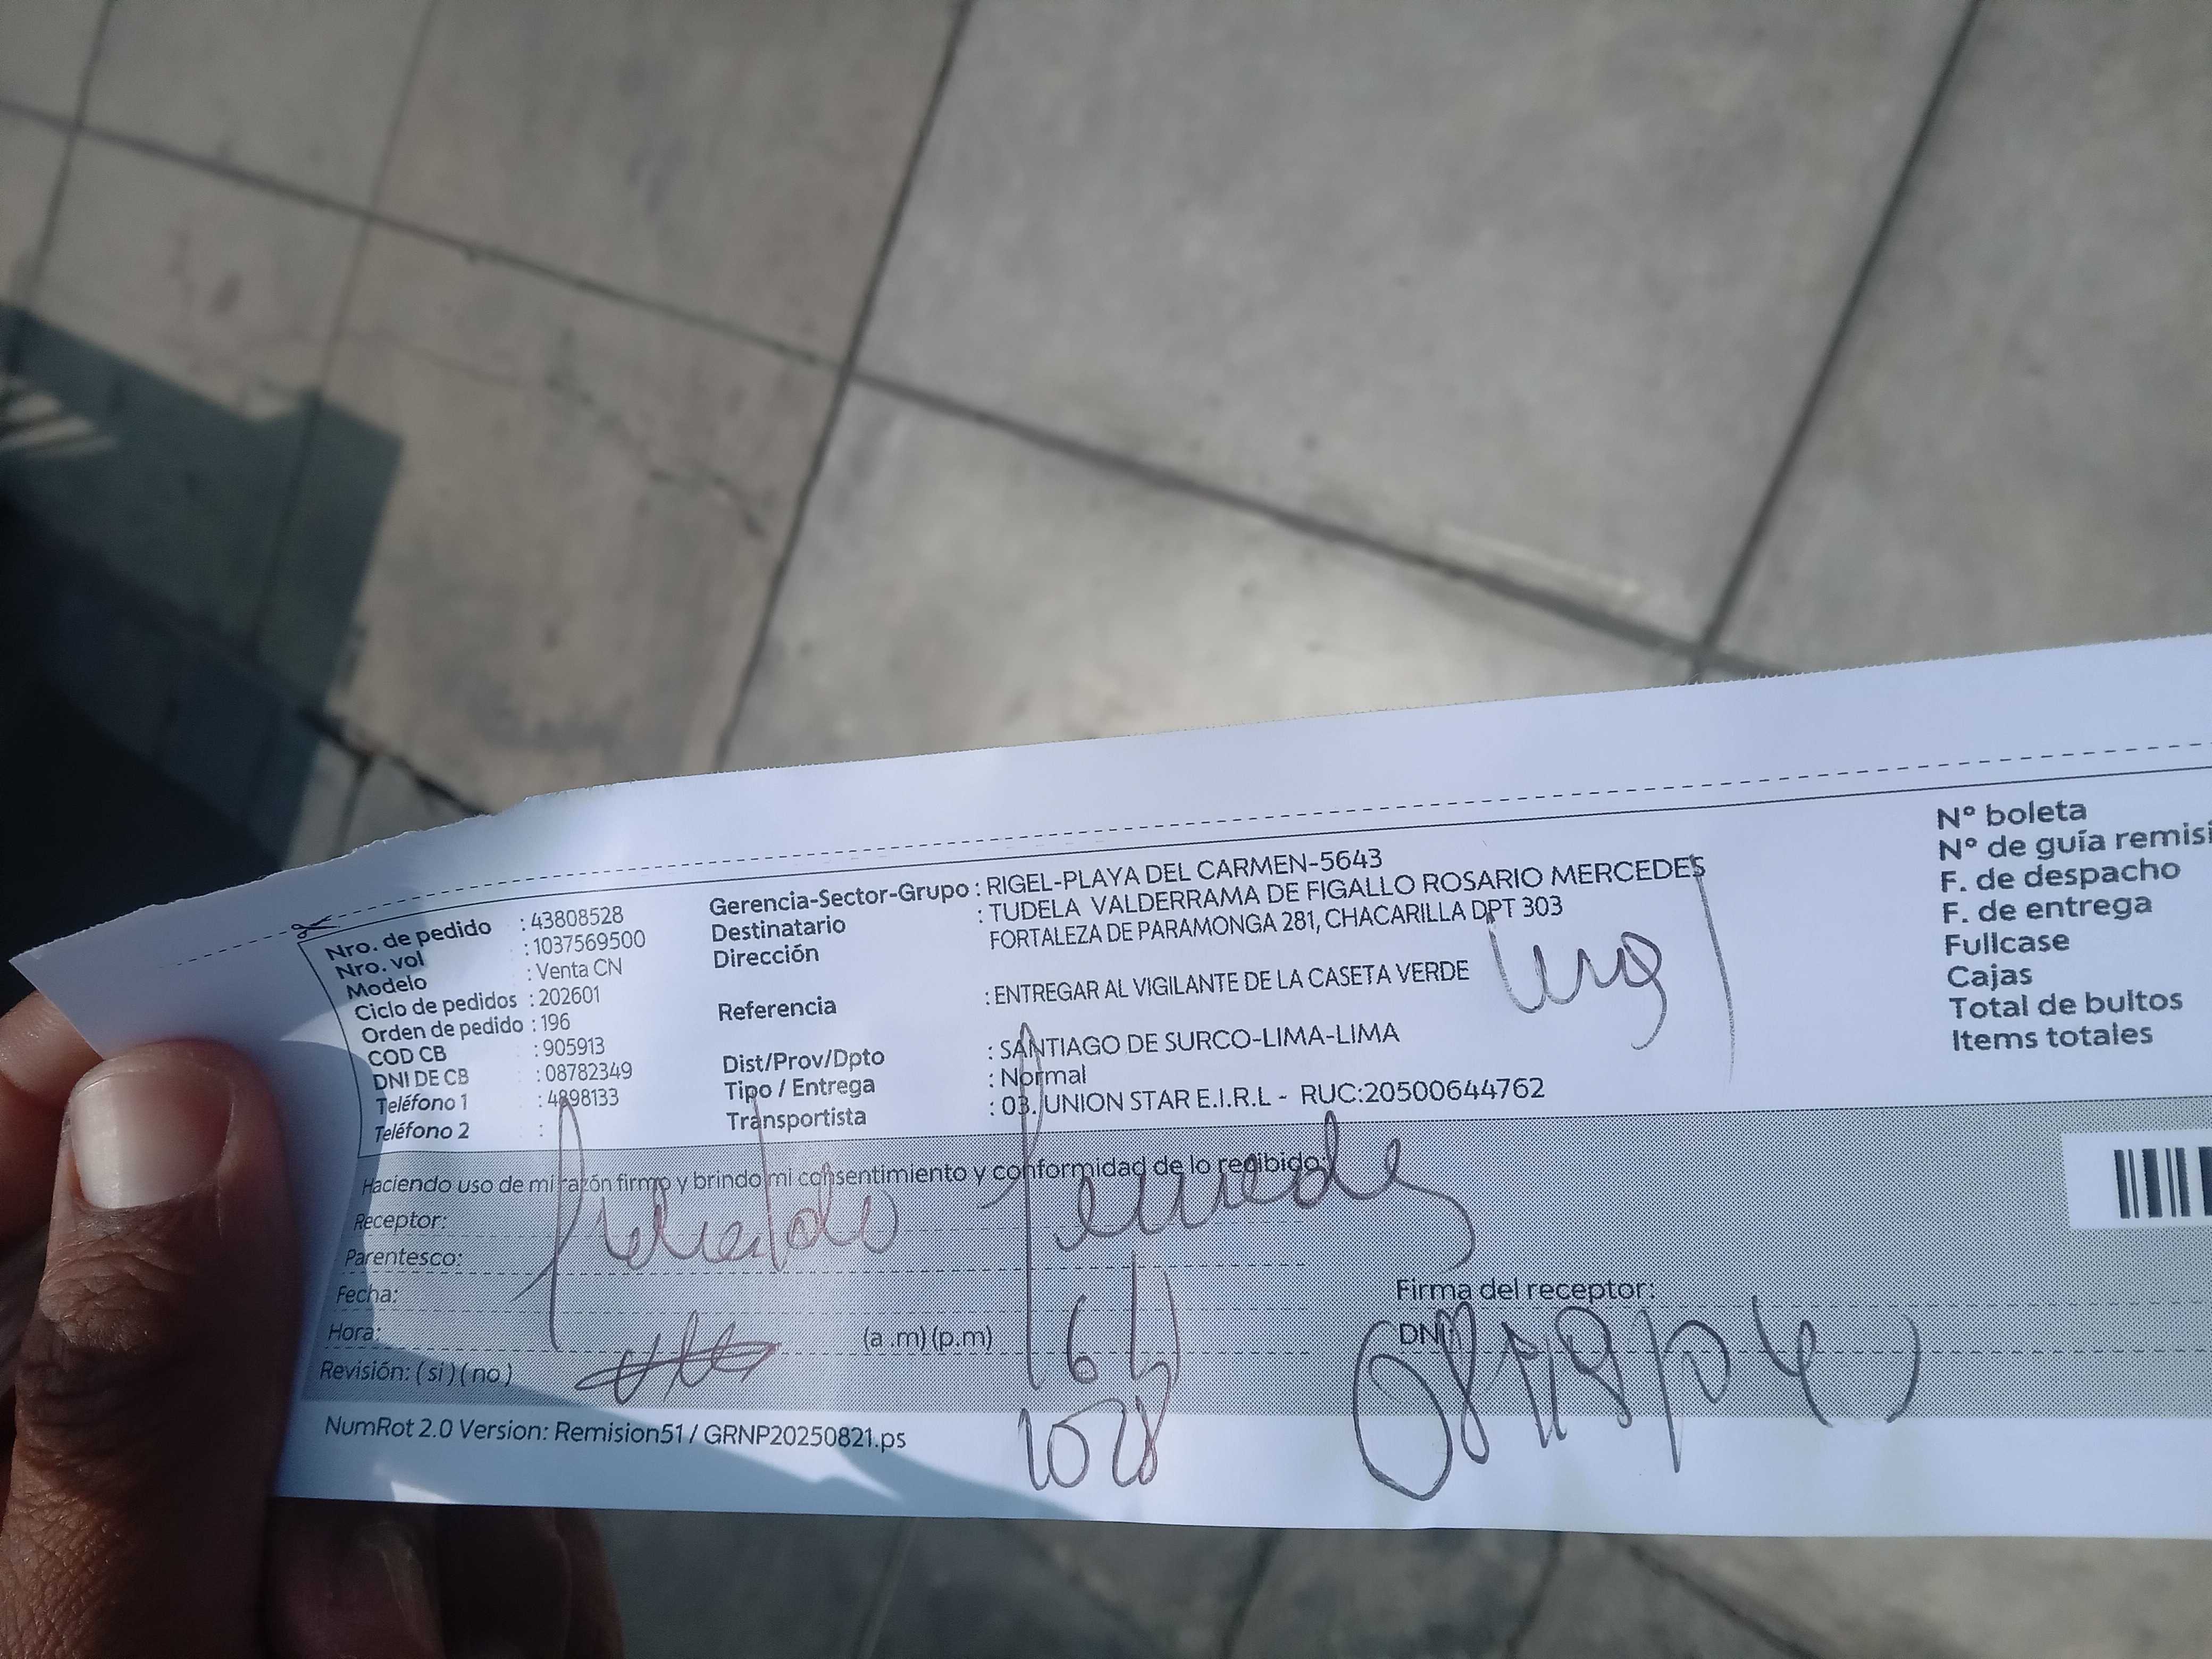 Nro. de pedido : 43808528
Nro. vol : 1037569500
Modelo : Venta CN
Ciclo de pedidos : 202601
Orden de pedido : 196
COD CB : 905913
DNI DE CB : 08782349
Teléfono 1 : 4898133
Teléfono 2 :
Gerencia-Sector-Grupo : RIGEL-PLAYA DEL CARMEN-5643
Destinatario : TUDELA VALDERRAMA DE FIGALLO ROSARIO MERCEDES
Dirección FORTALEZA DE PARAMONGA 281, CHACARILLA DPT 303
Referencia : ENTREGAR AL VIGILANTE DE LA CASETA VERDE
Dist/Prov/Dpto : SANTIAGO DE SURCO-LIMA-LIMA
Tipo / Entrega : Normal
Transportista : 03. UNION STAR E.I.R.L - RUC:20500644762
Nº boleta
Nº de guía remisi
F. de despacho
F. de entrega
Fullcase
Cajas
Total de bultos
Items totales
Haciendo uso de mi razón firmo y brindo mi consentimiento y conformidad de lo recibido:
Receptor:
Parentesco:
Fecha:
Hora: (a .m) (p.m)
Revisión: ( si ) ( no )
Firma del receptor:
DNI
1028
NumRot 2.0 Version: Remision51 / GRNP20250821.ps